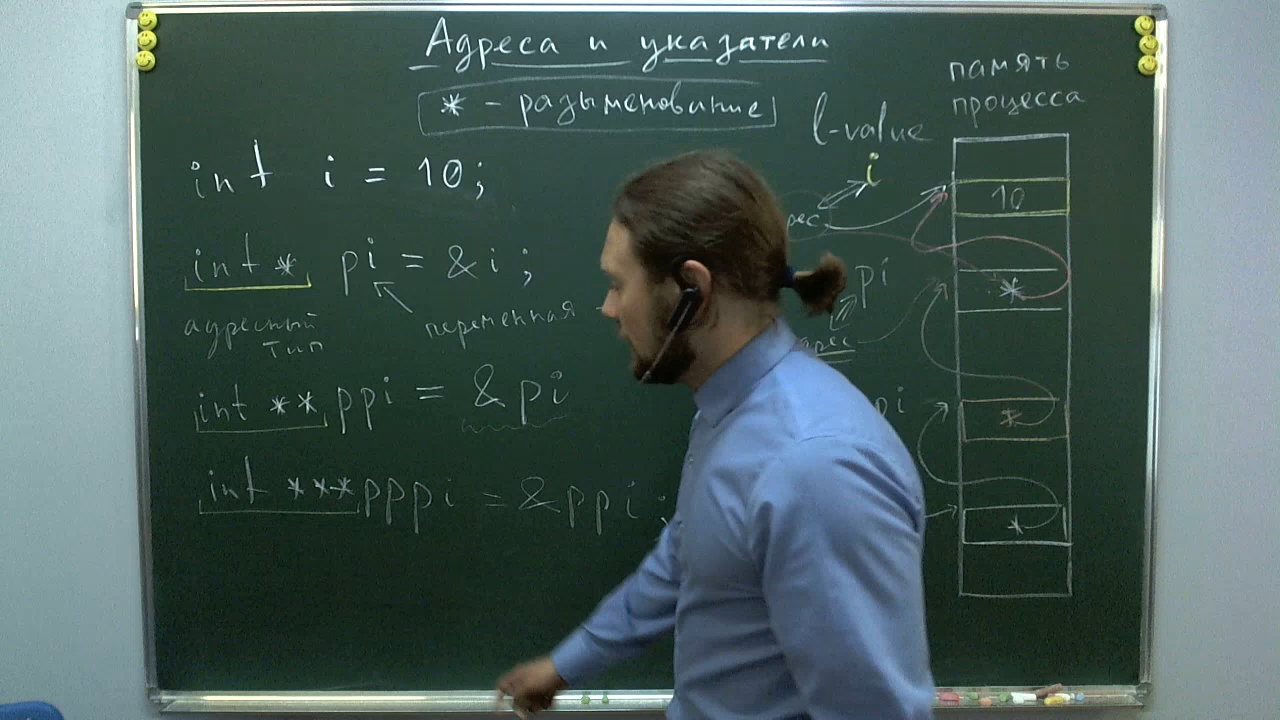 Адреса и указатели
* - разыменование
int i = 10;
int * pi = &i ;
адресный
тип
переменная
int ** ppi = &pi
int *** pppi = &ppi ;
l-value
i
pi
память
процесса
10
*
*
*